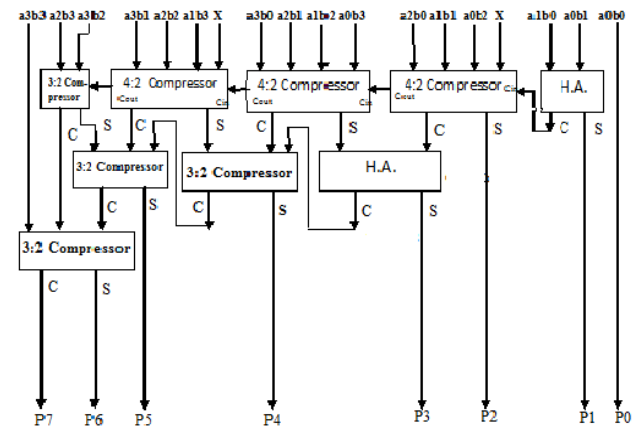 a3b3 a2b3 a3b2 a3b1 a2b2 a1b3 X a3b0 a2b1 a1b2 a0b3 a2b0 a1b1 a0b2 X a1b0 a0b1 a0b0
3:2 Com-
pressor
4:2 Compressor
Cout Cin
4:2 Compressor
Cout Cin
4:2 Compressor
Cout Cin
H.A.
C S C S C S C S C S
3:2 Compressor
3:2 Compressor
H.A.
C S C S C S
3:2 Compressor
C S
P7 P6 P5 P4 P3 P2 P1 P0